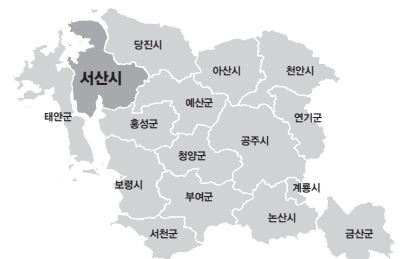 당진시
서산시
아산시
천안시
예산군
태안군
홍성군
연기군
공주시
청양군
보령시
부여군
계룡시
논산시
서천군
금산군